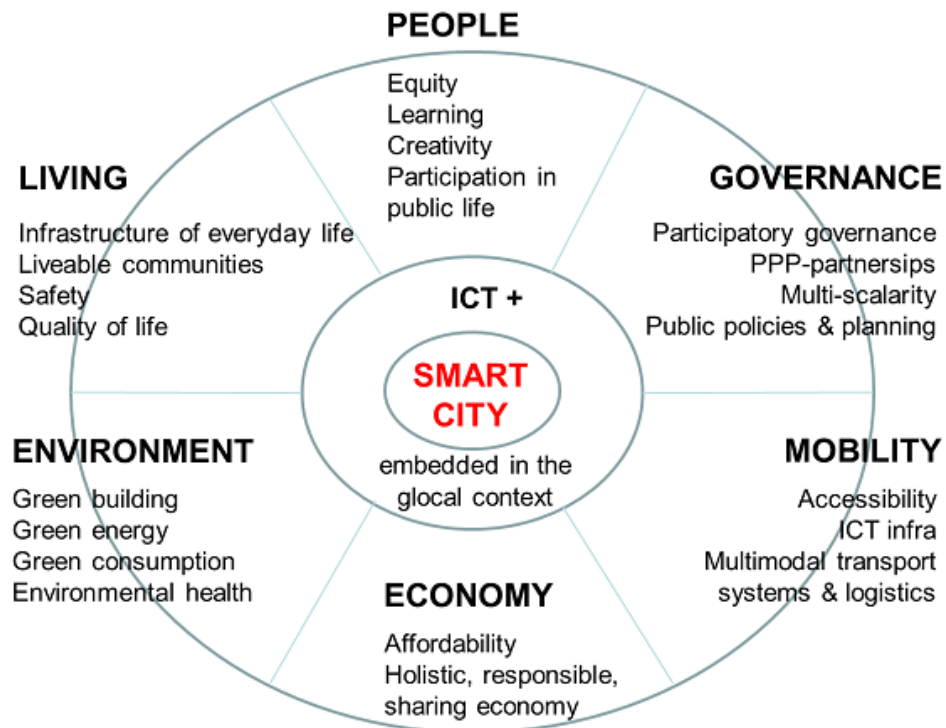 PEOPLE
Equity
Learning
Creativity
Participation in
public life
LIVING
Infrastructure of everyday life
Liveable communities
Safety
Quality of life
GOVERNANCE
Participatory governance
PPP-partnersips
Multi-scalarity
Public policies & planning
ICT +
SMART
CITY
embedded in the
glocal context
ENVIRONMENT
Green building
Green energy
Green consumption
Environmental health
MOBILITY
Accessibility
ICT infra
Multimodal transport
systems & logistics
ECONOMY
Affordability
Holistic, responsible,
sharing economy